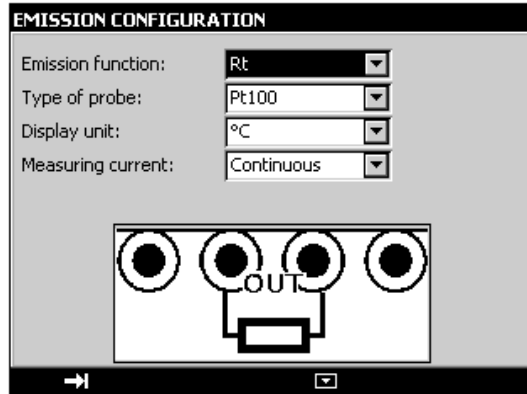 EMISSION CONFIGURATION
Emission function: Rt
Type of probe: Pt100
Display unit: °C
Measuring current: Continuous
OUT